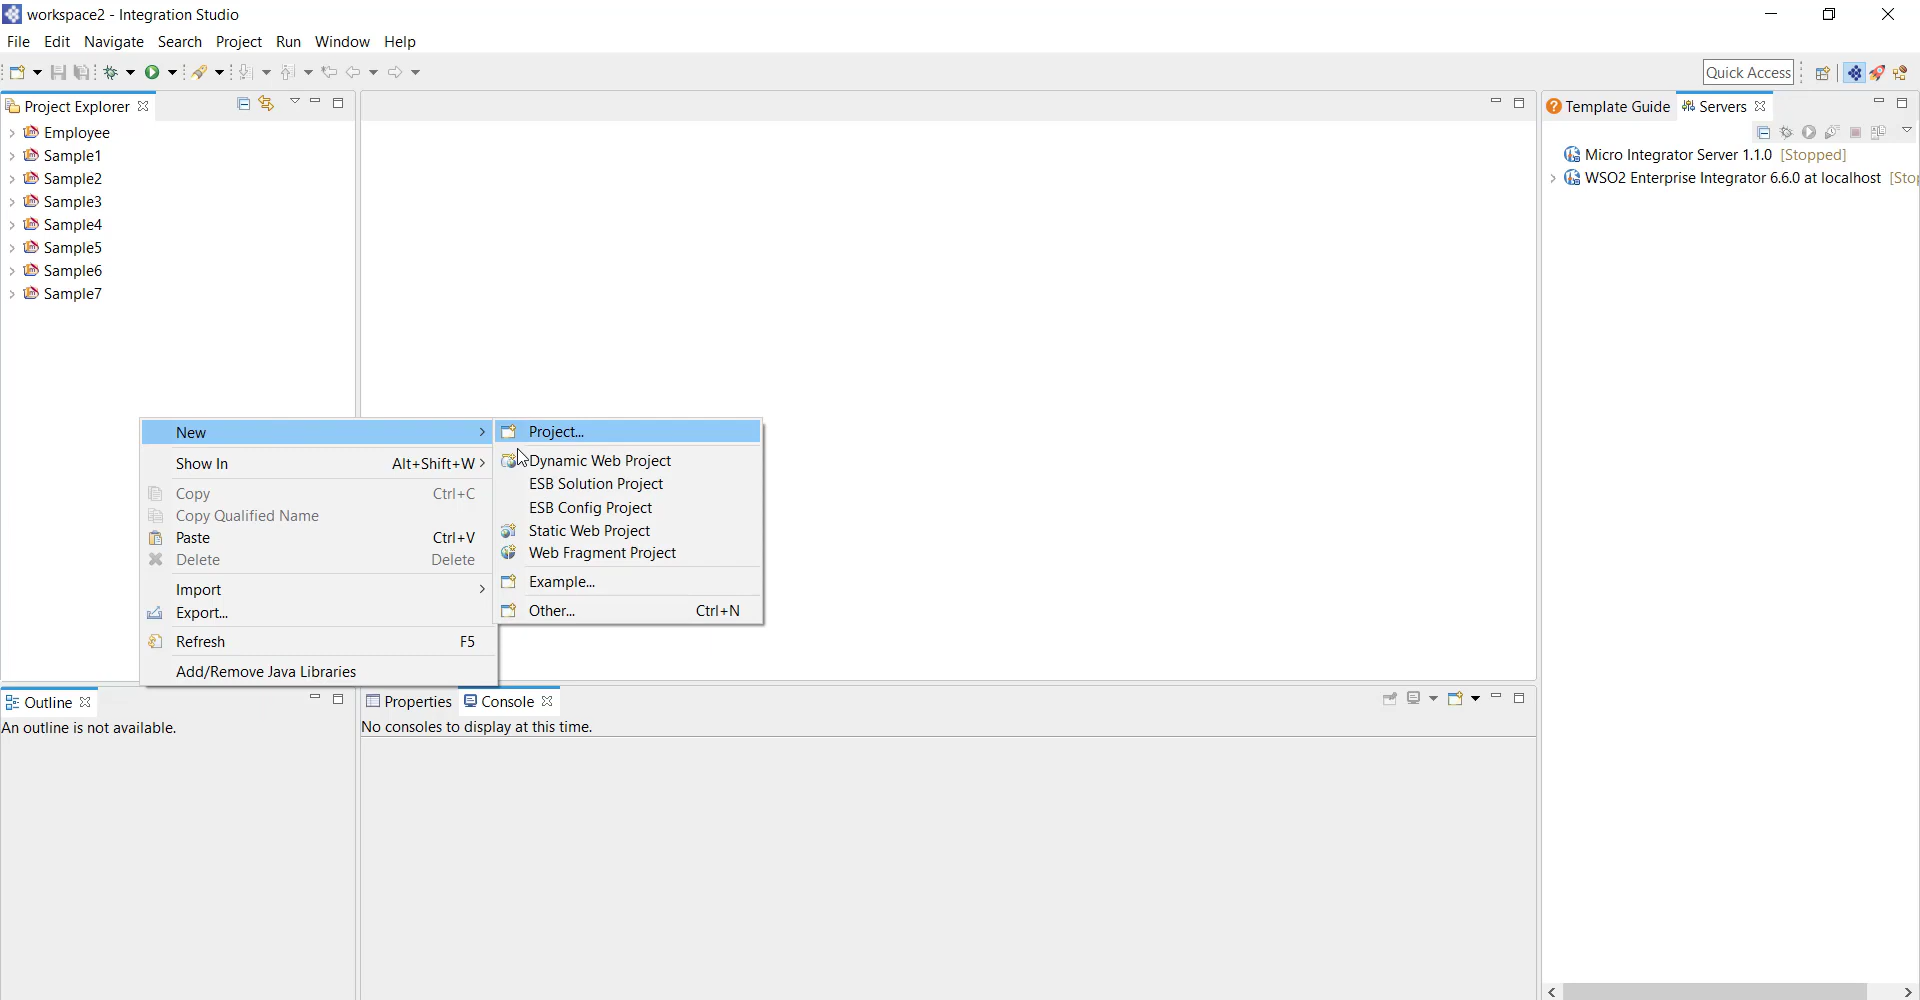 workspace2 - Integration Studio
File Edit Navigate Search Project Run Window Help
Quick Access
Project Explorer
Employee
Sample1
Sample2
Sample3
Sample4
Sample5
Sample6
Sample7
Template Guide Servers
Micro Integrator Server 1.1.0 [Stopped]
WSO2 Enterprise Integrator 6.6.0 at localhost [Sto
New
Show In Alt+Shift+W
Copy Ctrl+C
Copy Qualified Name
Paste Ctrl+V
Delete Delete
Import
Export...
Refresh F5
Add/Remove Java Libraries
Project...
Dynamic Web Project
ESB Solution Project
ESB Config Project
Static Web Project
Web Fragment Project
Example...
Other... Ctrl+N
Outline
An outline is not available.
Properties Console
No consoles to display at this time.